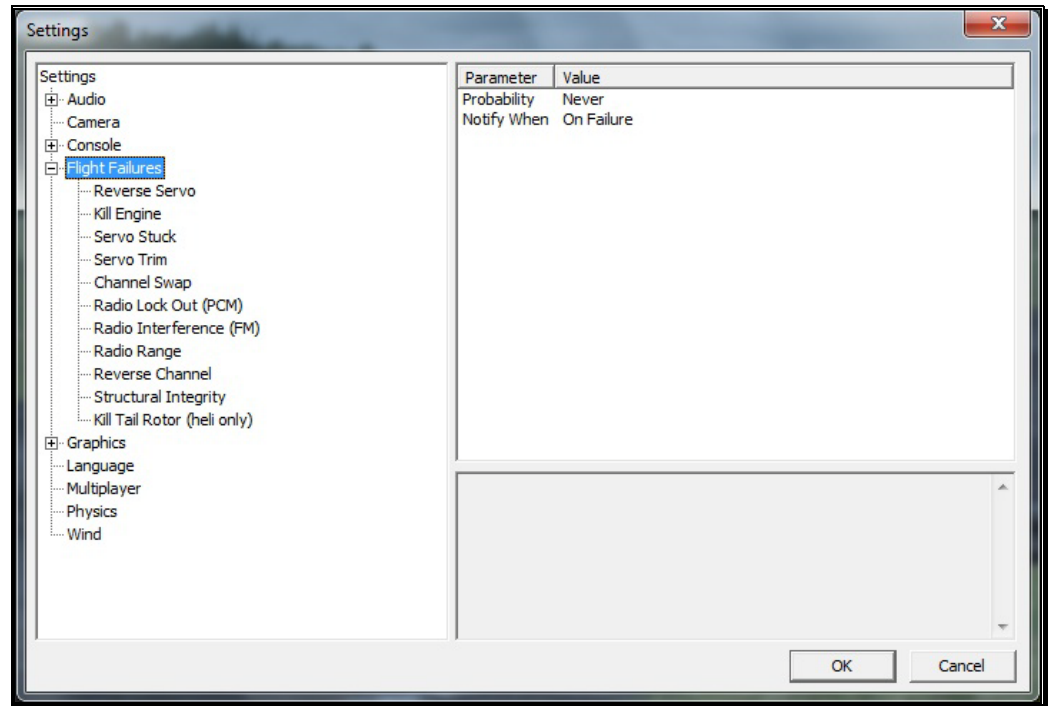 Settings
Settings
Audio
Camera
Console
Flight Failures
Reverse Servo
Kill Engine
Servo Stuck
Servo Trim
Channel Swap
Radio Lock Out (PCM)
Radio Interference (FM)
Radio Range
Reverse Channel
Structural Integrity
Kill Tail Rotor (heli only)
Graphics
Language
Multiplayer
Physics
Wind
Parameter Value
Probability Never
Notify When On Failure
OK Cancel